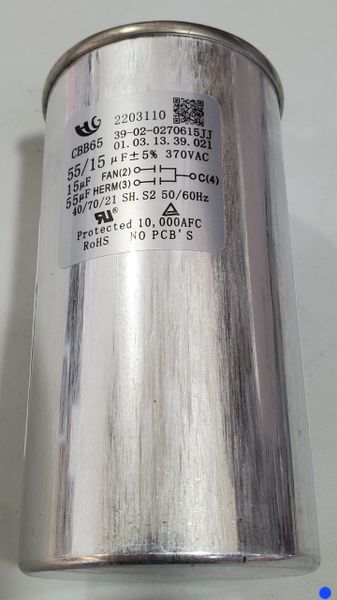 2203110
CBB65 39-02-0270615JJ
01.03.13.39.021
55/15 μF±5% 370VAC
15μF FAN(2) C(4)
55μF HERM(3)
40/70/21 SH. S2 50/60Hz
Protected 10,000AFC
RoHS NO PCB'S